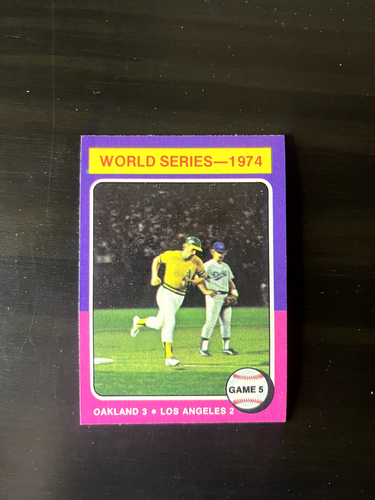 WORLD SERIES—1974
GAME 5
OAKLAND 3 • LOS ANGELES 2